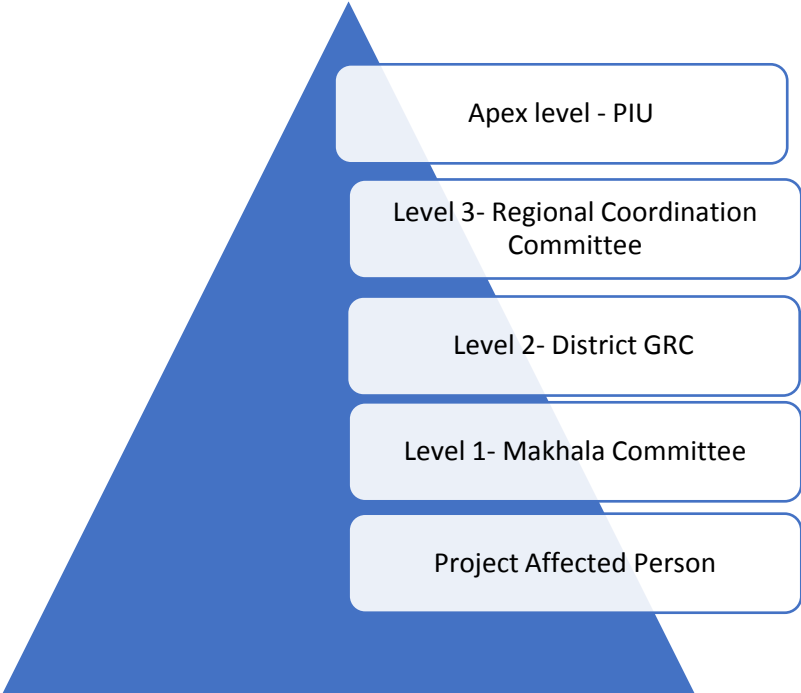 Apex level - PIU
Level 3- Regional Coordination
Committee
Level 2- District GRC
Level 1- Makhala Committee
Project Affected Person